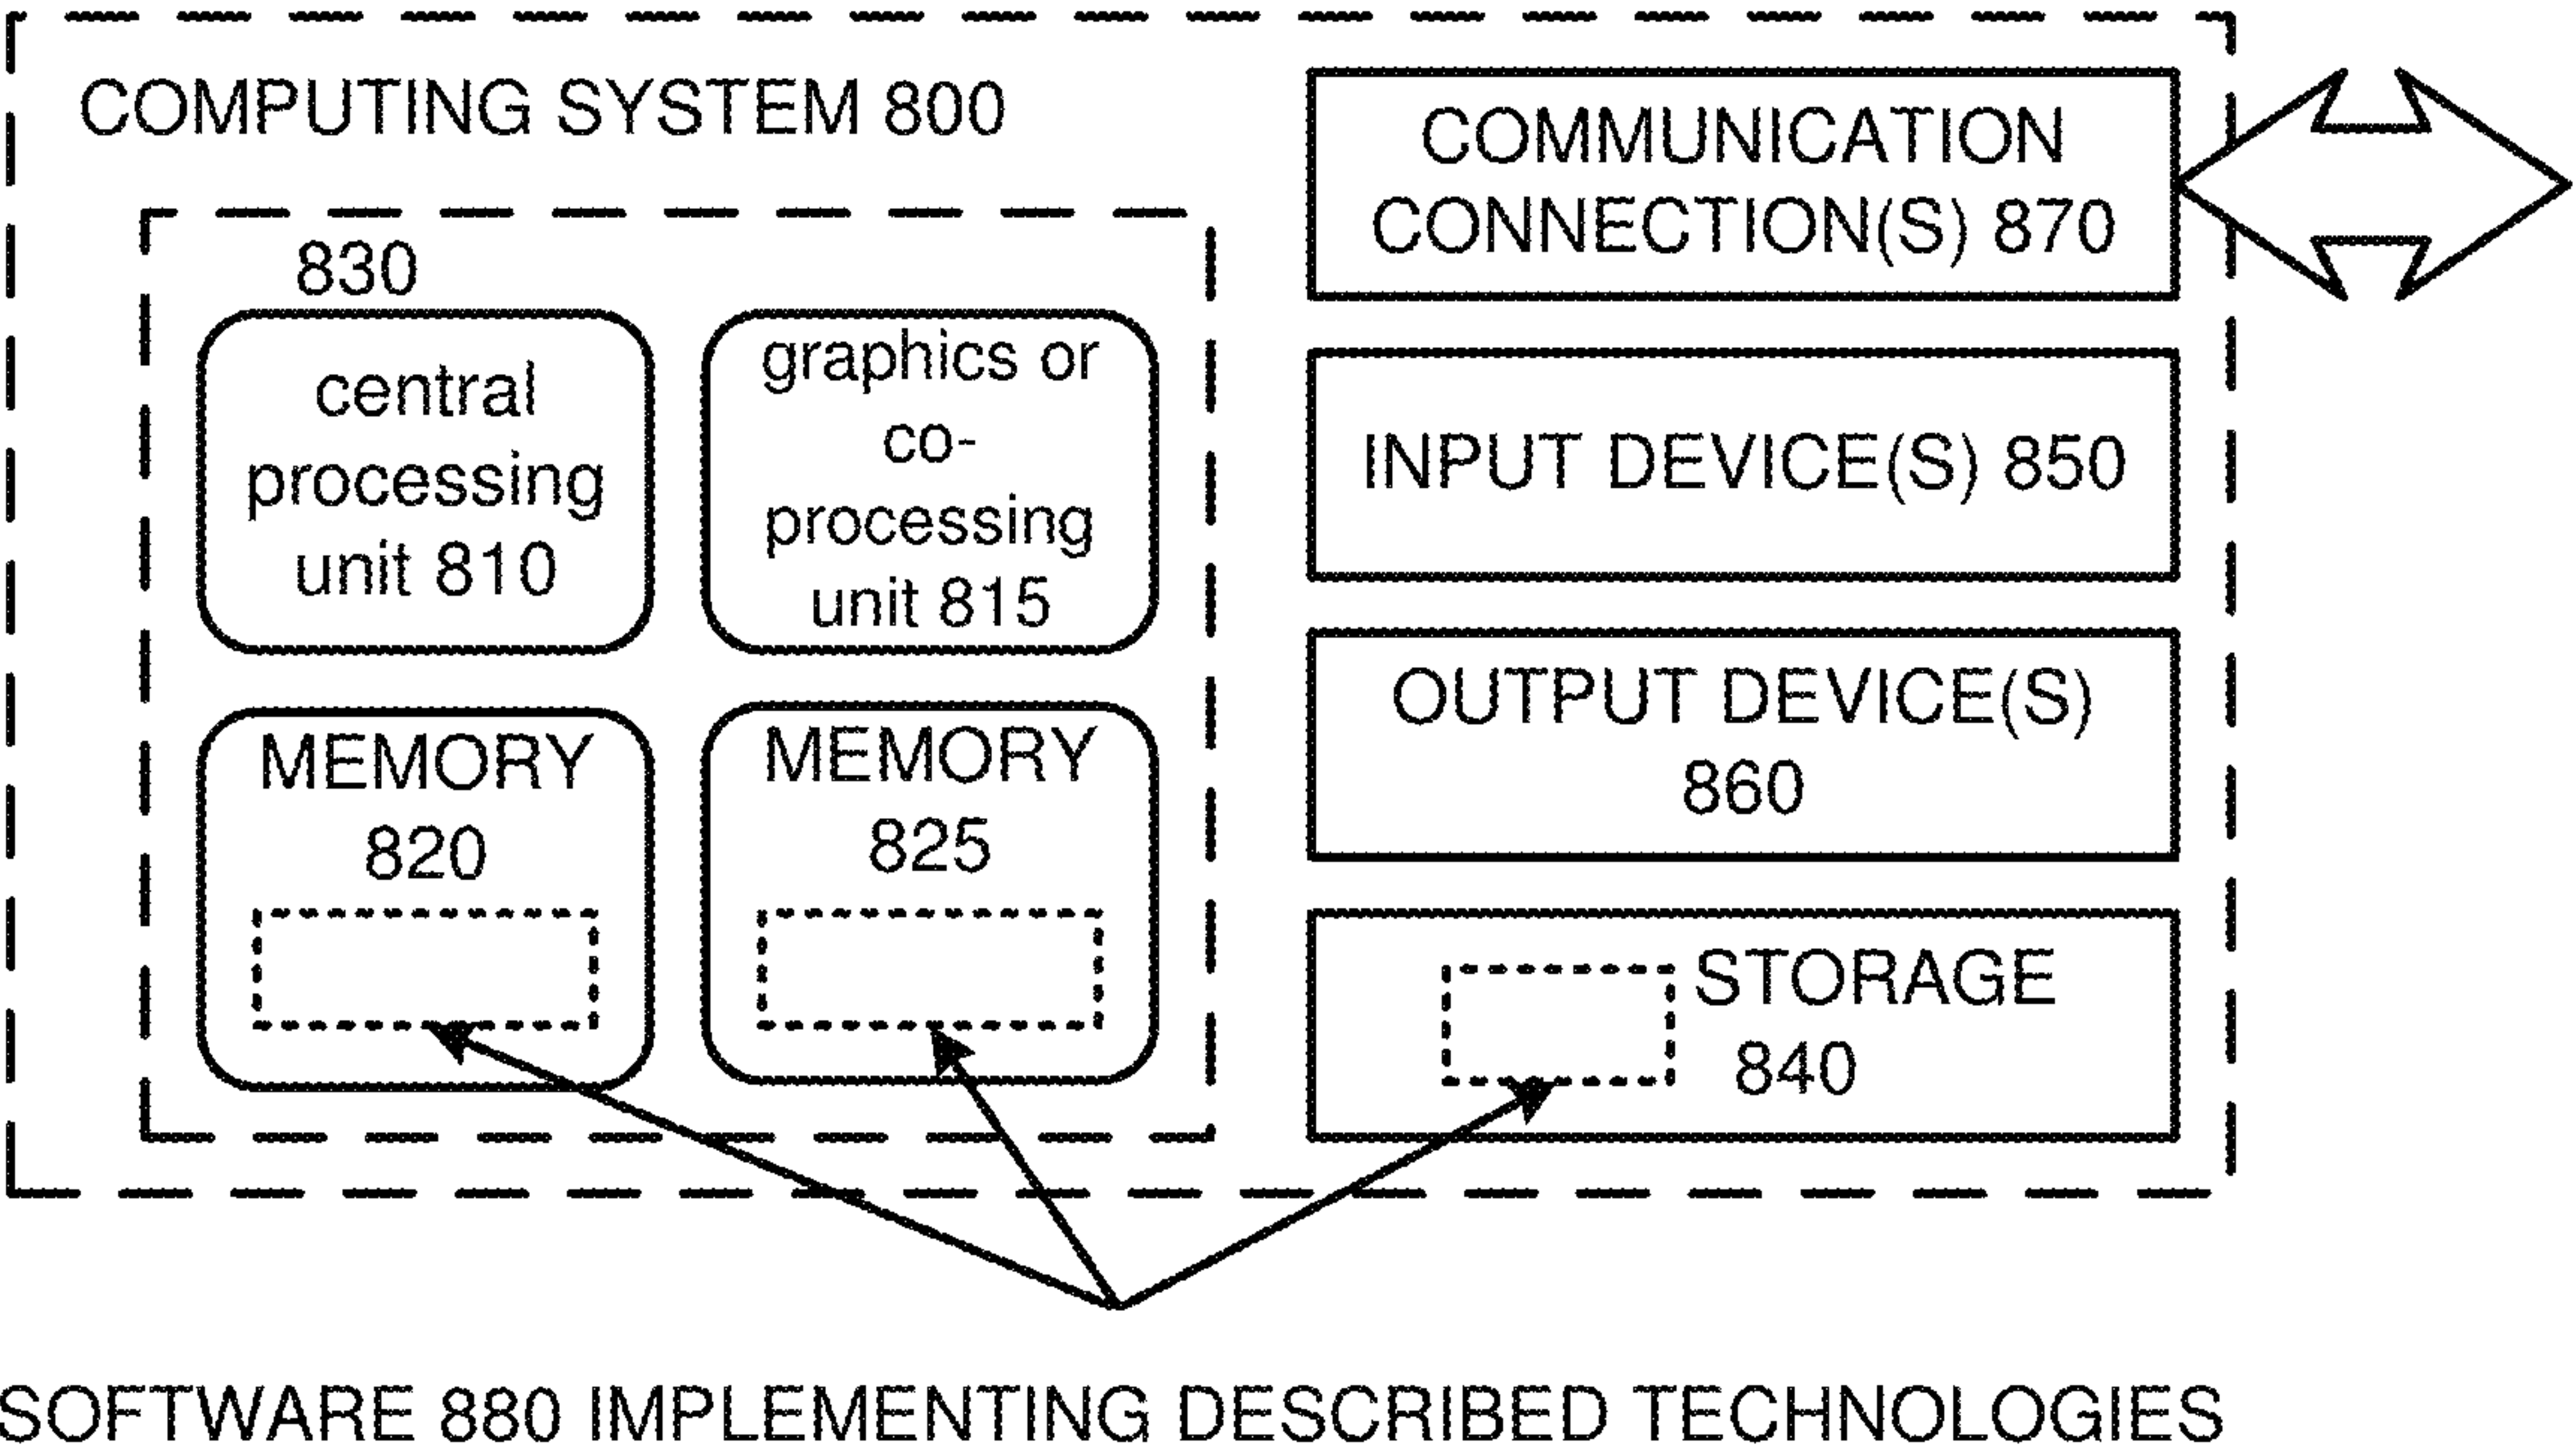 COMPUTING SYSTEM 800
830
central
processing
unit 810
graphics or
co-
processing
unit 815
MEMORY
820
MEMORY
825
COMMUNICATION
CONNECTION(S) 870
INPUT DEVICE(S) 850
OUTPUT DEVICE(S)
860
STORAGE
840
SOFTWARE 880 IMPLEMENTING DESCRIBED TECHNOLOGIES